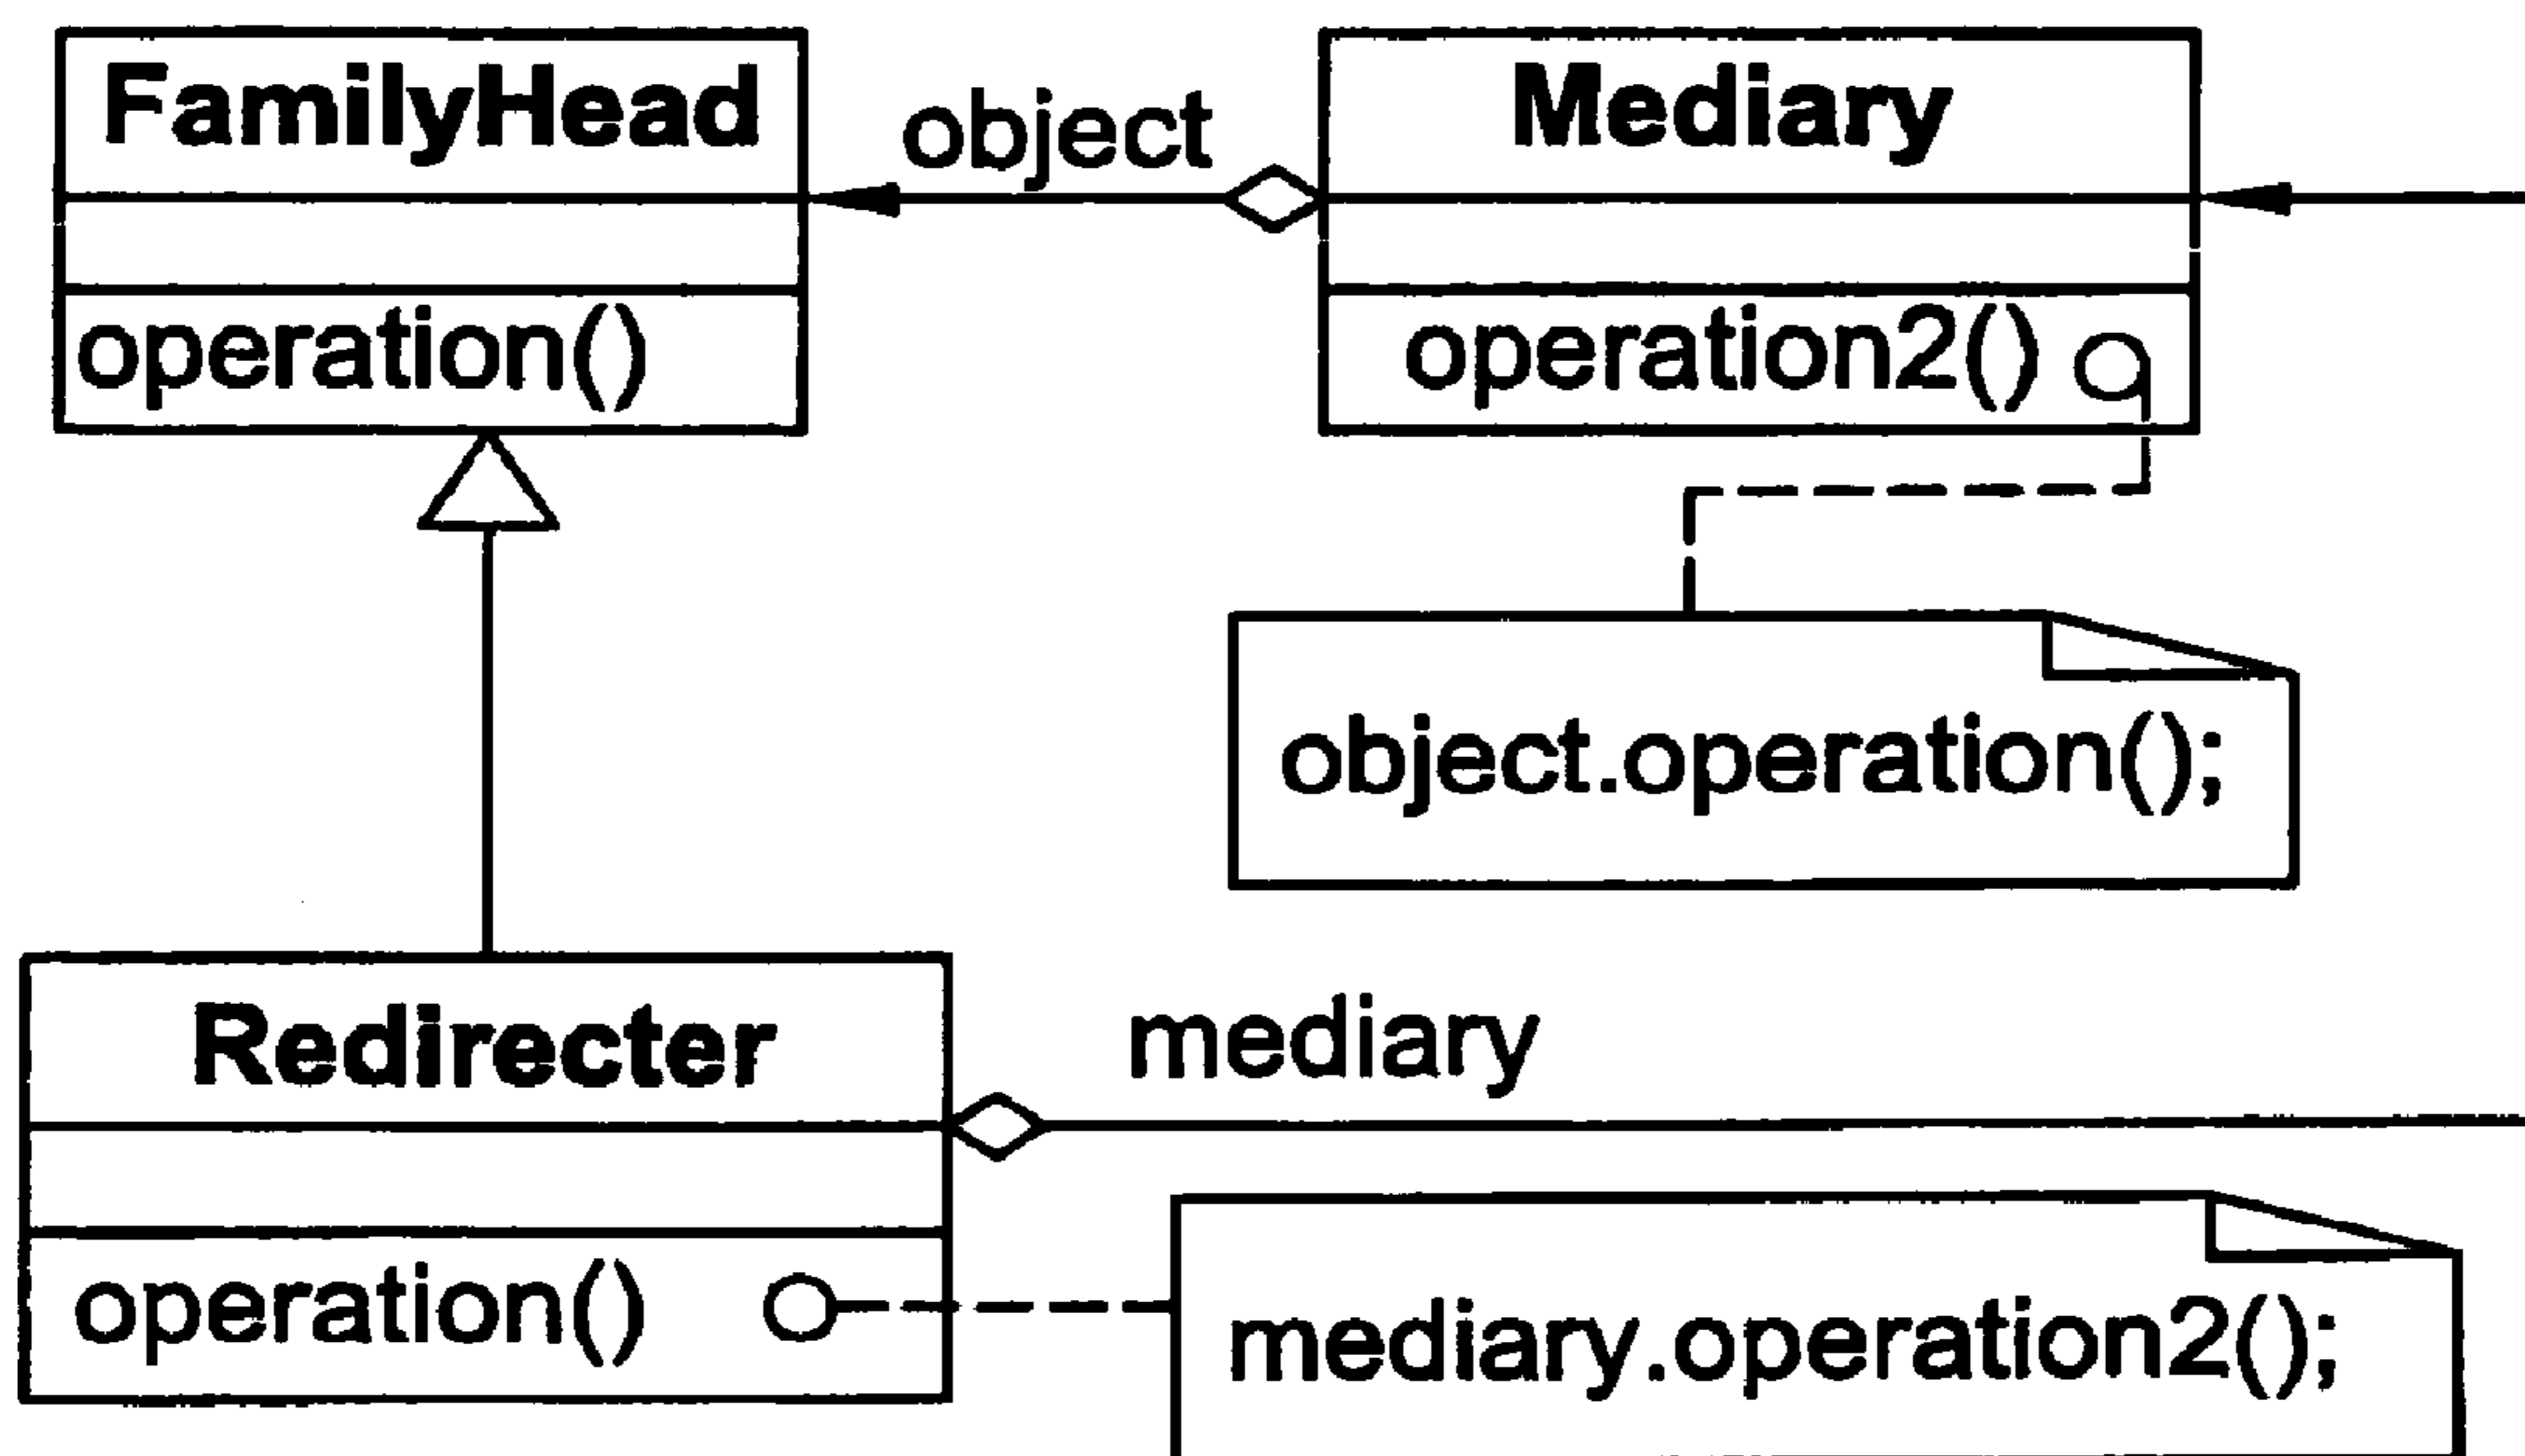 FamilyHead
object
Mediary
operation()
operation2()
object.operation();
Redirecter
mediary
operation()
mediary.operation2();